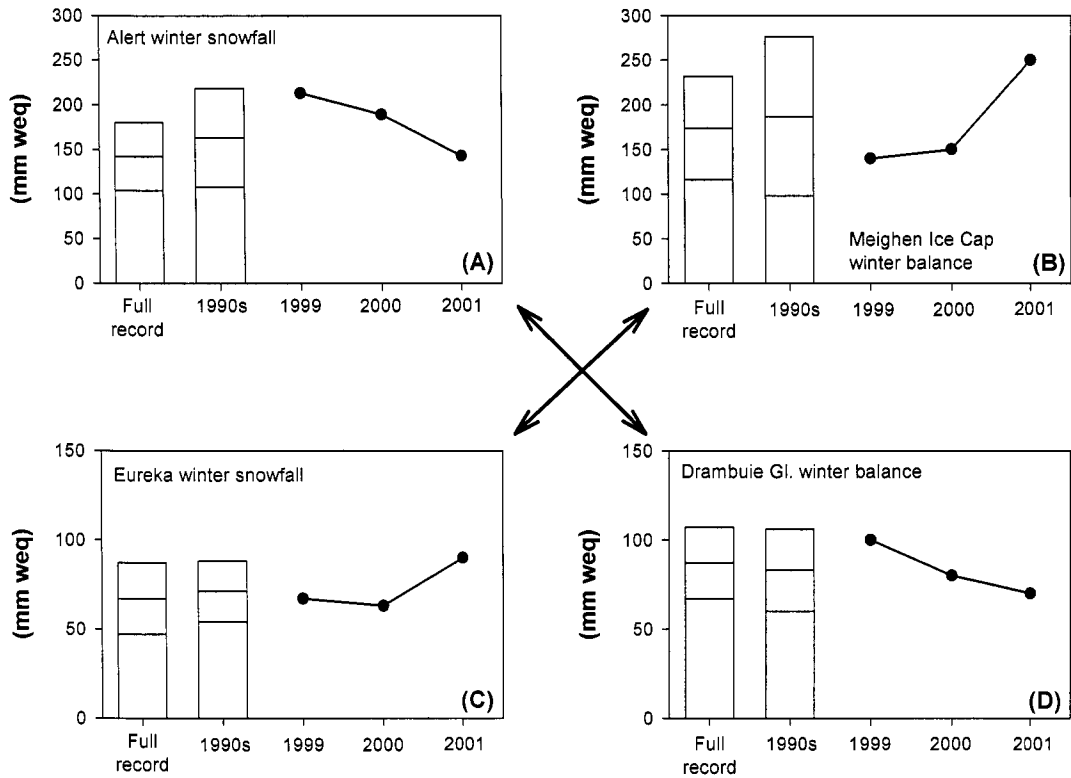 300
250
200
150
100
50
0
(mm weq)
Alert winter snowfall
(A)
Full
record
1990s
1999
2000
2001
300
250
200
150
100
50
0
(mm weq)
Meighen Ice Cap
winter balance
(B)
Full
record
1990s
1999
2000
2001
150
100
50
0
(mm weq)
Eureka winter snowfall
(C)
Full
record
1990s
1999
2000
2001
150
100
50
0
(mm weq)
Drambuie Gl. winter balance
(D)
Full
record
1990s
1999
2000
2001